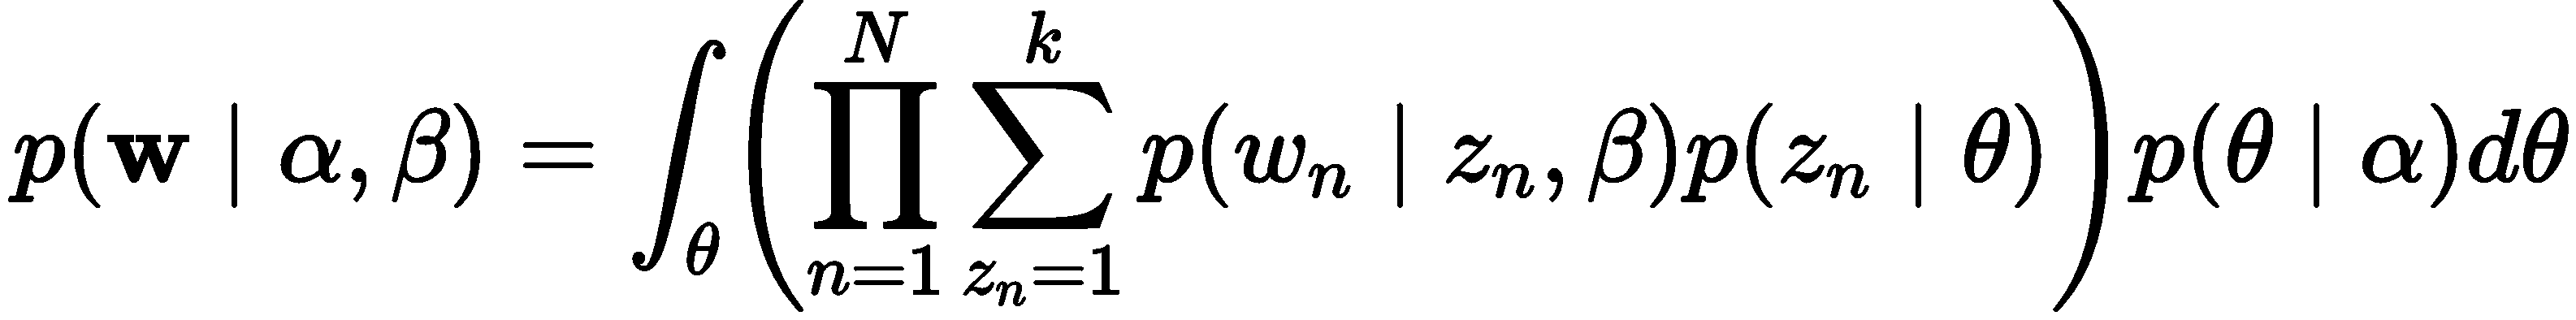 p(𝐰 | α, β) = ∫_θ ( ∏_{n=1}^{N} ∑_{z_n=1}^{k} p(w_n | z_n, β)p(z_n | θ) ) p(θ | α)dθ